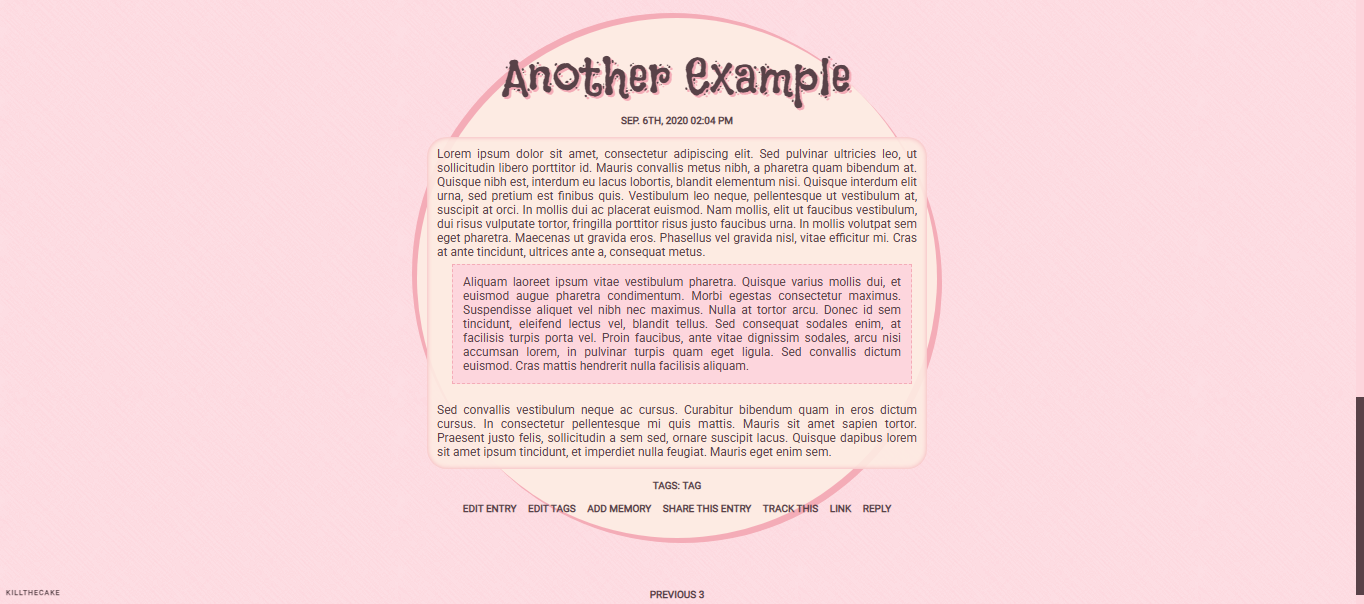 Another Example
SEP. 6TH, 2020 02:04 PM
Lorem ipsum dolor sit amet, consectetur adipiscing elit. Sed pulvinar ultricies leo, ut
sollicitudin libero porttitor id. Mauris convallis metus nibh, a pharetra quam bibendum at.
Quisque nibh est, interdum eu lacus lobortis, blandit elementum nisi. Quisque interdum elit
urna, sed pretium est finibus quis. Vestibulum leo neque, pellentesque ut vestibulum at,
suscipit at orci. In mollis dui ac placerat euismod. Nam mollis, elit ut faucibus vestibulum,
dui risus vulputate tortor, fringilla porttitor risus justo faucibus urna. In mollis volutpat sem
eget pharetra. Maecenas ut gravida eros. Phasellus vel gravida nisl, vitae efficitur mi. Cras
at ante tincidunt, ultrices ante a, consequat metus.
Aliquam laoreet ipsum vitae vestibulum pharetra. Quisque varius mollis dui, et
euismod augue pharetra condimentum. Morbi egestas consectetur maximus.
Suspendisse aliquet vel nibh nec maximus. Nulla at tortor arcu. Donec id sem
tincidunt, eleifend lectus vel, blandit tellus. Sed consequat sodales enim, at
facilisis turpis porta vel. Proin faucibus, ante vitae dignissim sodales, arcu nisi
accumsan lorem, in pulvinar turpis quam eget ligula. Sed convallis dictum
euismod. Cras mattis hendrerit nulla facilisis aliquam.
Sed convallis vestibulum neque ac cursus. Curabitur bibendum quam in eros dictum
cursus. In consectetur pellentesque mi quis mattis. Mauris sit amet sapien tortor.
Praesent justo felis, sollicitudin a sem sed, ornare suscipit lacus. Quisque dapibus lorem
sit amet ipsum tincidunt, et imperdiet nulla feugiat. Mauris eget enim sem.
TAGS: TAG
EDIT ENTRY EDIT TAGS ADD MEMORY SHARE THIS ENTRY TRACK THIS LINK REPLY
KILLTHECAKE
PREVIOUS 3